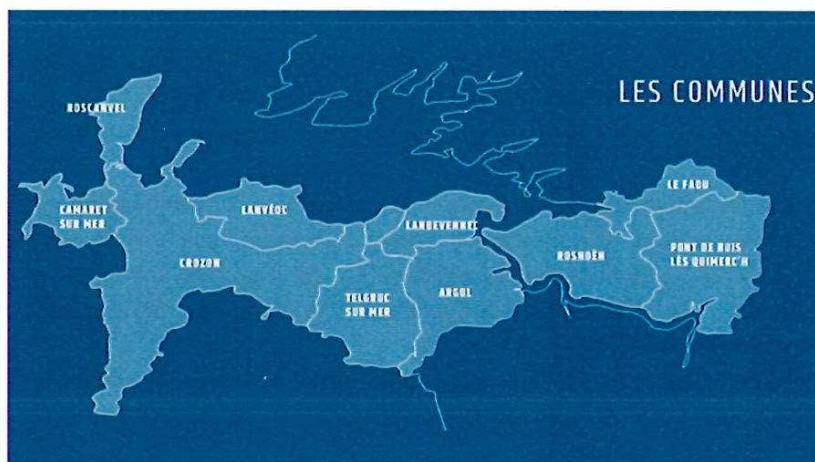 LES COMMUNES
ROSCANVEL
LE FAOU
CAMARET
SUR MER
LANVÉOC
LANDEVENNEC
CROZON
ROSNOËN
PONT DE BUIS
LÈS QUIMERC'H
TELGRUC
SUR MER
ARGOL